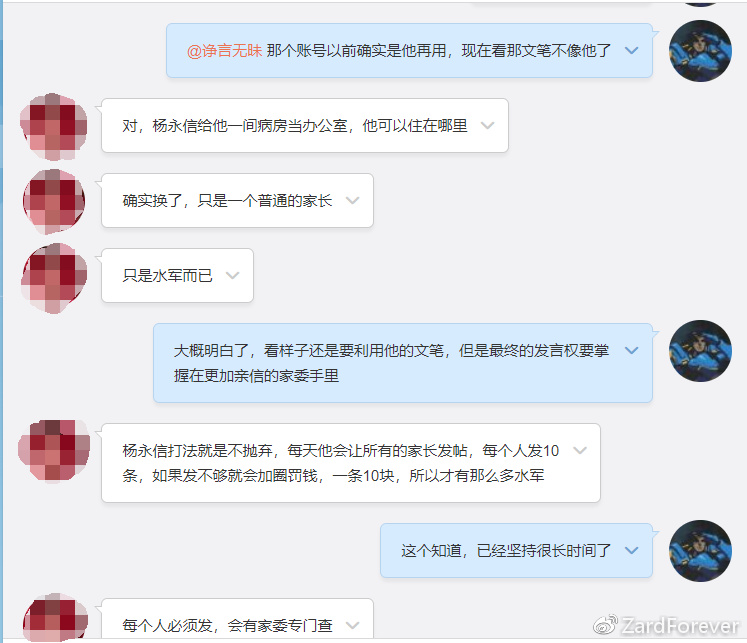 @诤言无昧 那个账号以前确实是他再用，现在看那文笔不像他了
对，杨永信给他一间病房当办公室，他可以住在哪里
确实换了，只是一个普通的家长
只是水军而已
大概明白了，看样子还是要利用他的文笔，但是最终的发言权要掌
握在更加亲信的家委手里
杨永信打法就是不抛弃，每天他会让所有的家长发帖，每个人发10
条，如果发不够就会加圈罚钱，一条10块，所以才有那么多水军
这个知道，已经坚持很长时间了
每个人必须发，会有家委专门查
ZardForever